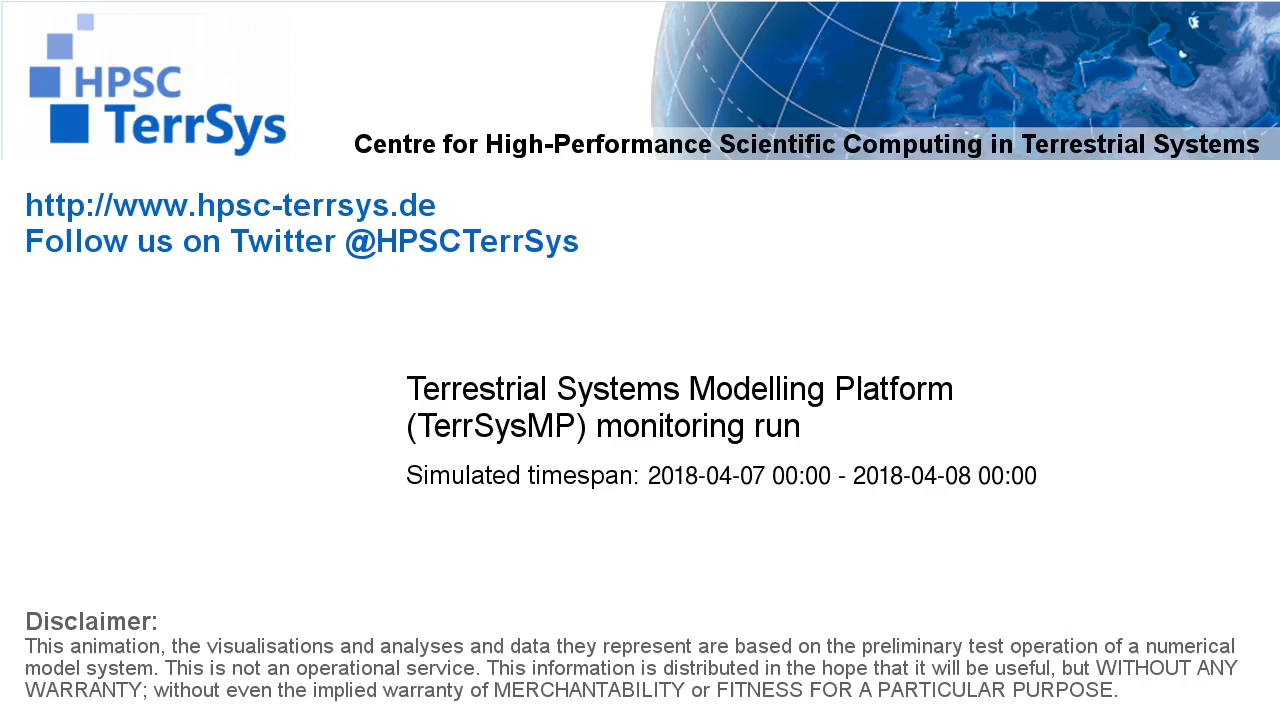 HPSC
TerrSys
Centre for High-Performance Scientific Computing in Terrestrial Systems
http://www.hpsc-terrsys.de
Follow us on Twitter @HPSCTerrSys
Terrestrial Systems Modelling Platform
(TerrSysMP) monitoring run
Simulated timespan: 2018-04-07 00:00 - 2018-04-08 00:00
Disclaimer:
This animation, the visualisations and analyses and data they represent are based on the preliminary test operation of a numerical
model system. This is not an operational service. This information is distributed in the hope that it will be useful, but WITHOUT ANY
WARRANTY; without even the implied warranty of MERCHANTABILITY or FITNESS FOR A PARTICULAR PURPOSE.